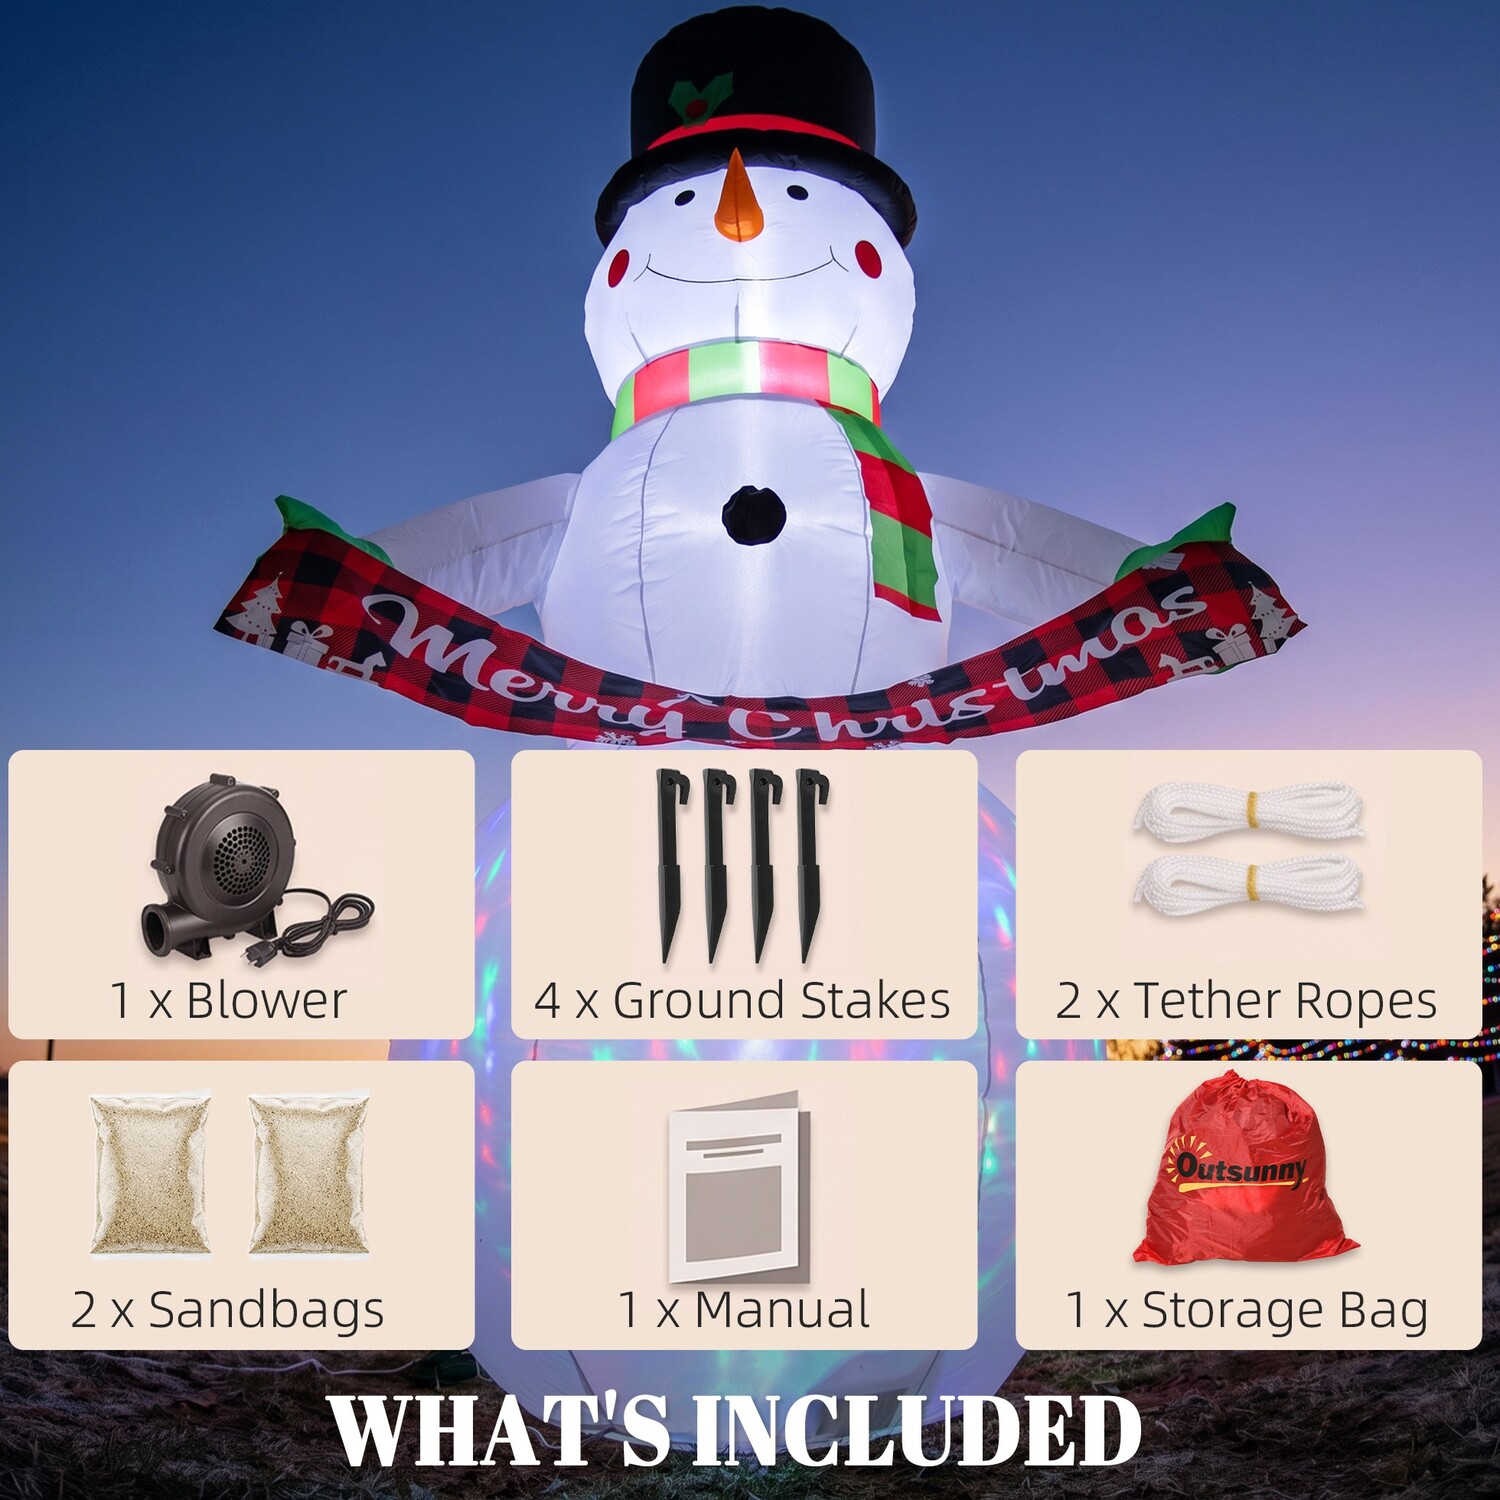 Merry Christmas
1 x Blower
4 x Ground Stakes
2 x Tether Ropes
2 x Sandbags
1 x Manual
Outsunny
1 x Storage Bag
WHAT'S INCLUDED